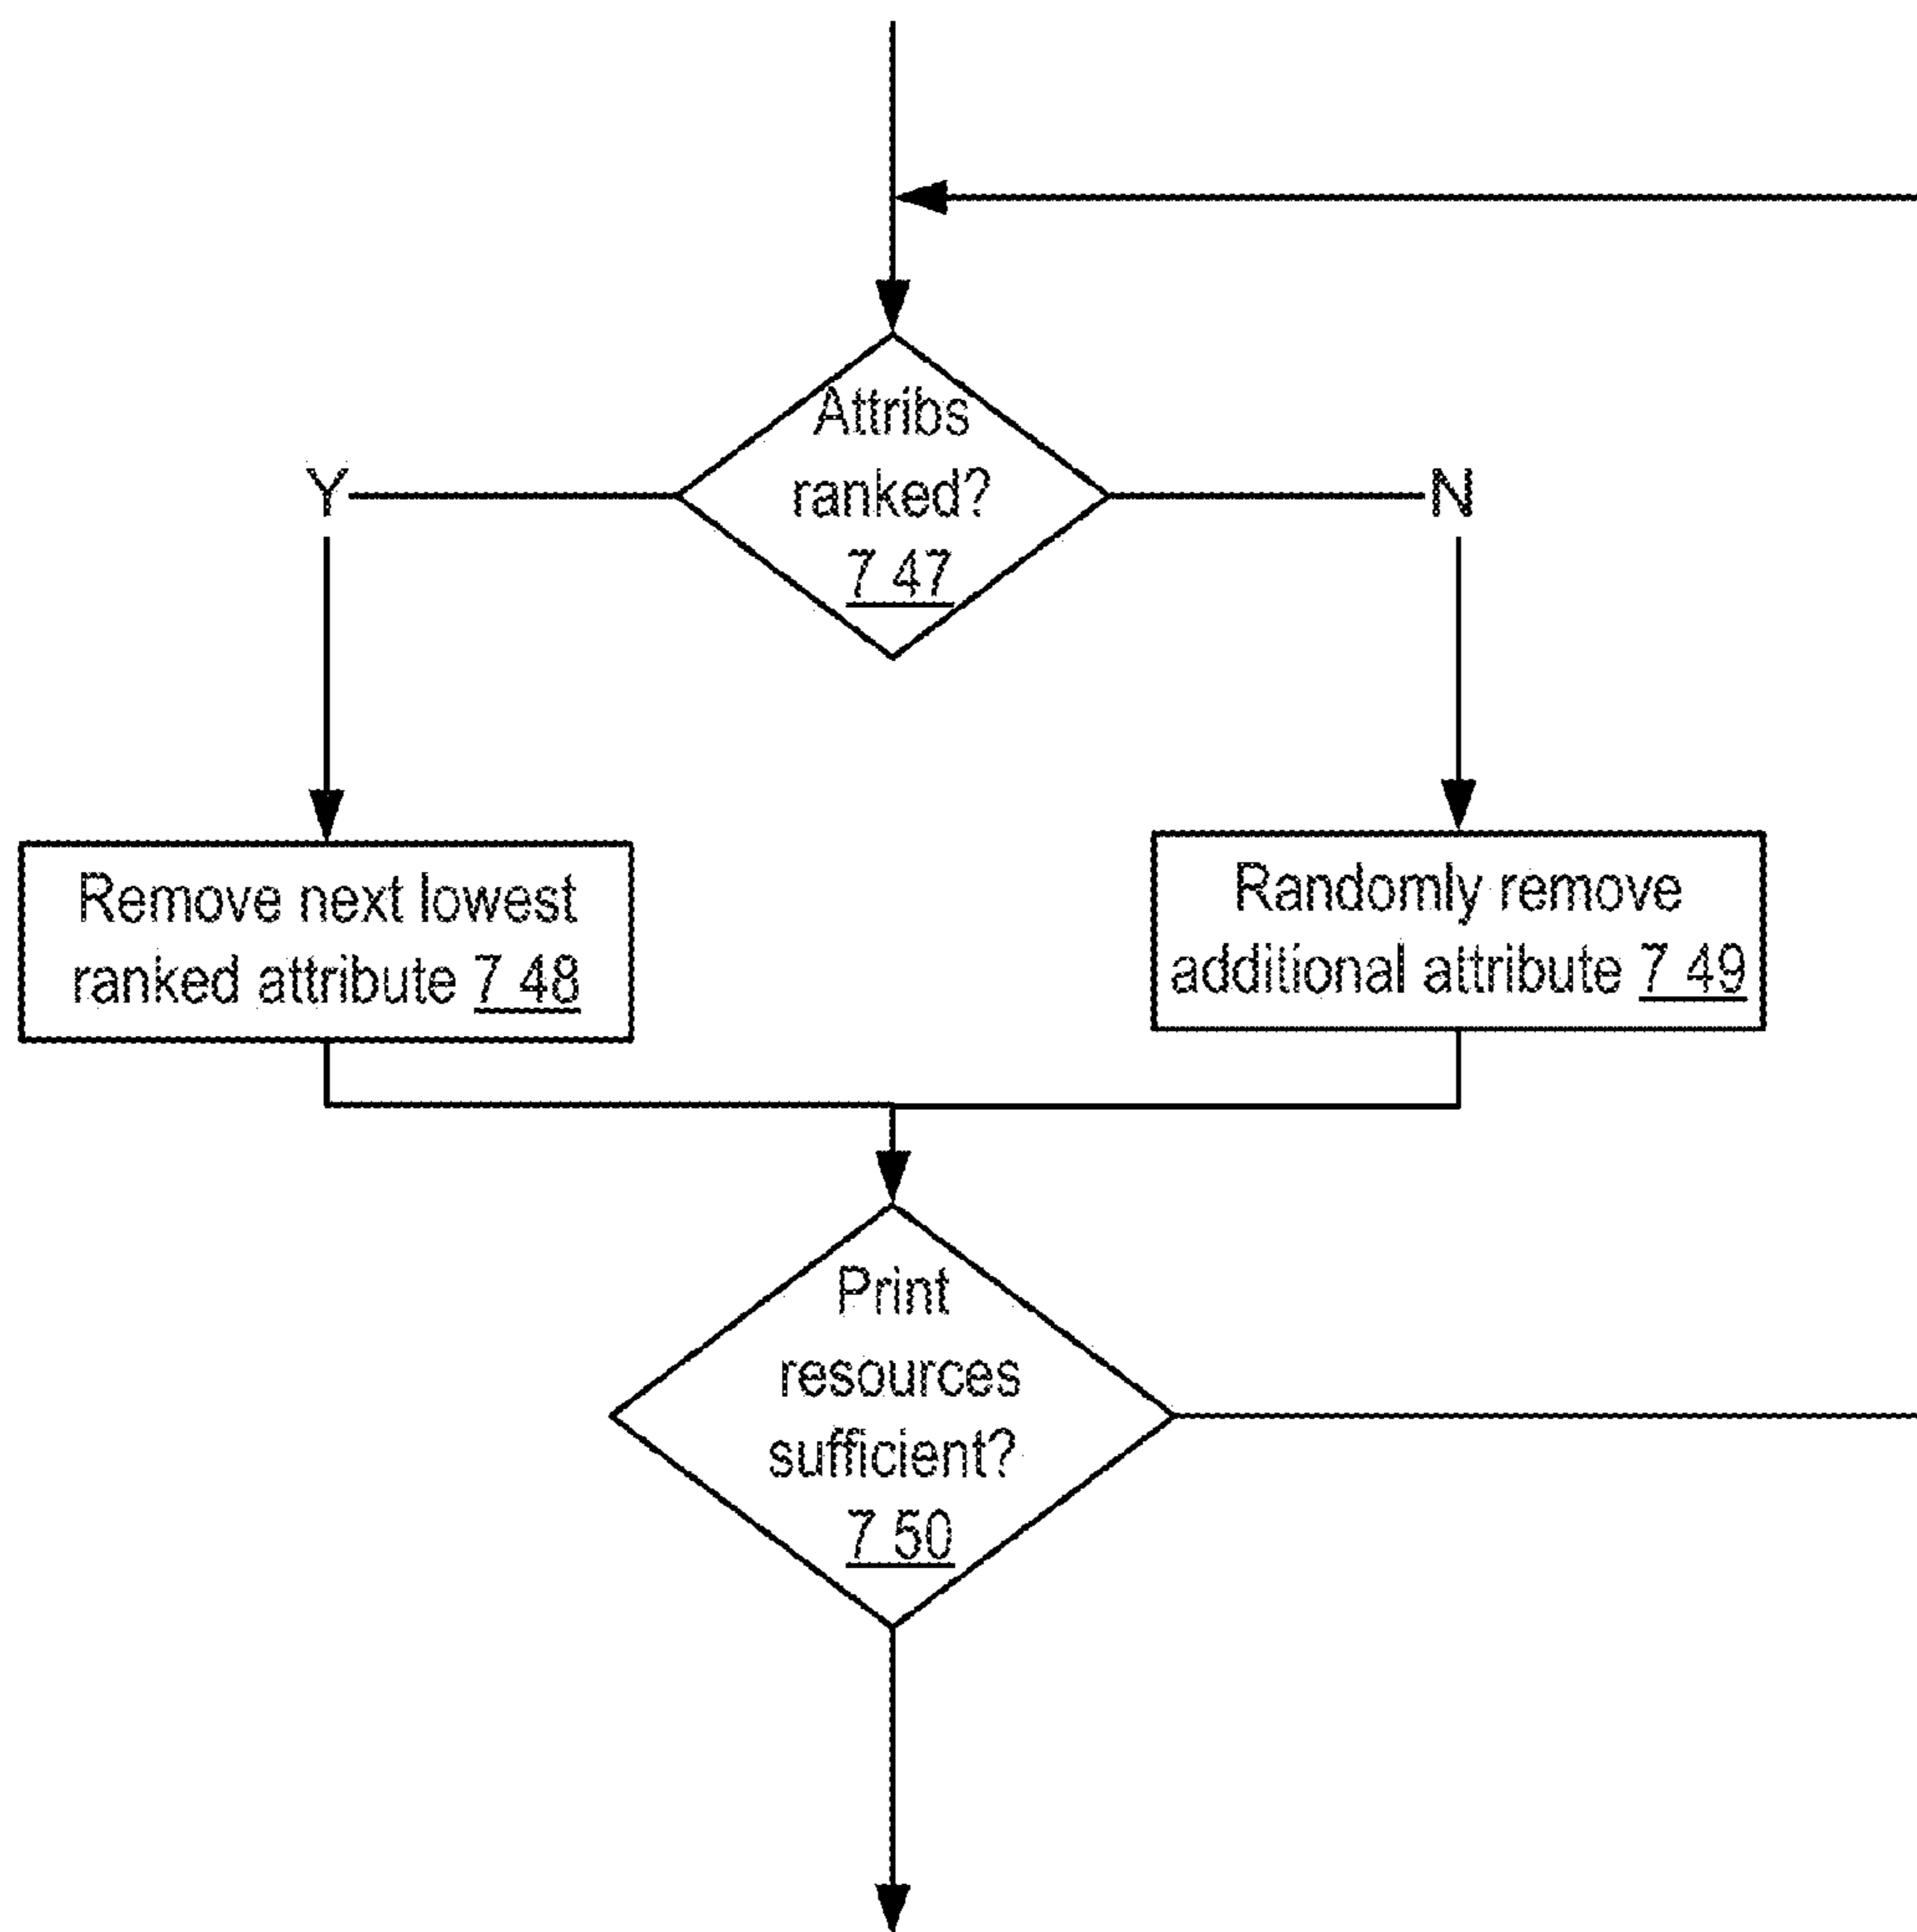 Attribs
ranked?
7.47
Y
N
Remove next lowest
ranked attribute 7.48
Randomly remove
additional attribute 7.49
Print
resources
sufficient?
7.50